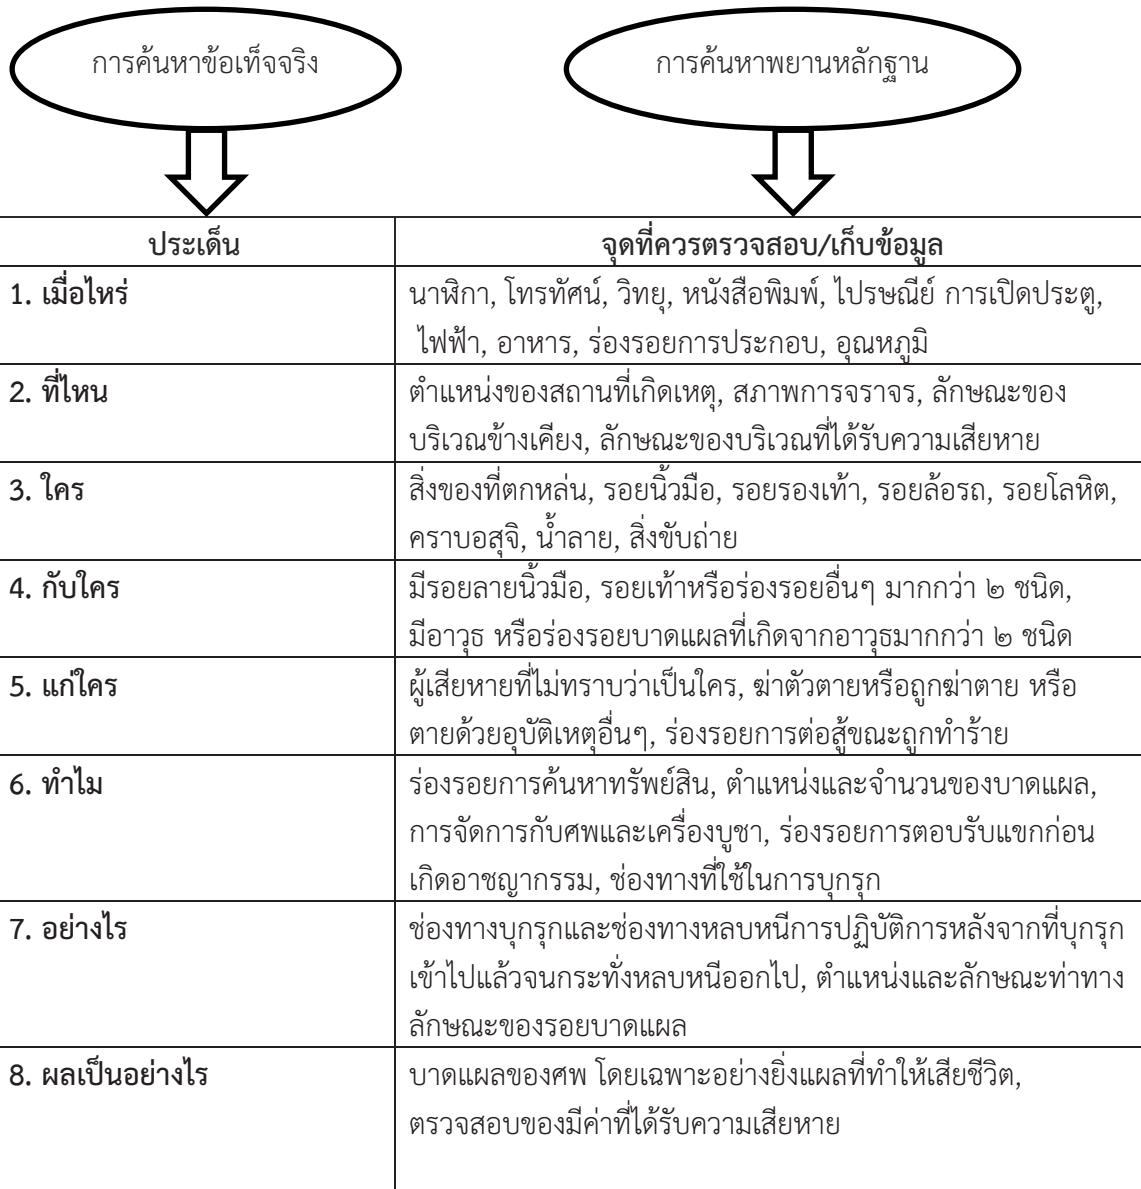 การค้นหาข้อเท็จจริง
การค้นหาพยานหลักฐาน
ประเด็น
จุดที่ควรตรวจสอบ/เก็บข้อมูล
1. เมื่อไหร่
นาฬิกา, โทรทัศน์, วิทยุ, หนังสือพิมพ์, ไปรษณีย์ การเปิดประตู,
ไฟฟ้า, อาหาร, ร่องรอยการประกอบ, อุณหภูมิ
2. ที่ไหน
ตำแหน่งของสถานที่เกิดเหตุ, สภาพการจราจร, ลักษณะของ
บริเวณข้างเคียง, ลักษณะของบริเวณที่ได้รับความเสียหาย
3. ใคร
สิ่งของที่ตกหล่น, รอยนิ้วมือ, รอยรองเท้า, รอยล้อรถ, รอยโลหิต,
คราบอสุจิ, น้ำลาย, สิ่งขับถ่าย
4. กับใคร
มีรอยลายนิ้วมือ, รอยเท้าหรือร่องรอยอื่นๆ มากกว่า ๒ ชนิด,
มีอาวุธ หรือร่องรอยบาดแผลที่เกิดจากอาวุธมากกว่า ๒ ชนิด
5. แก่ใคร
ผู้เสียหายที่ไม่ทราบว่าเป็นใคร, ฆ่าตัวตายหรือถูกฆ่าตาย หรือ
ตายด้วยอุบัติเหตุอื่นๆ, ร่องรอยการต่อสู้ขณะถูกทำร้าย
6. ทำไม
ร่องรอยการค้นหาทรัพย์สิน, ตำแหน่งและจำนวนของบาดแผล,
การจัดการกับศพและเครื่องบูชา, ร่องรอยการตอบรับแขกก่อน
เกิดอาชญากรรม, ช่องทางที่ใช้ในการบุกรุก
7. อย่างไร
ช่องทางบุกรุกและช่องทางหลบหนีการปฏิบัติการหลังจากที่บุกรุก
เข้าไปแล้วจนกระทั่งหลบหนีออกไป, ตำแหน่งและลักษณะท่าทาง
ลักษณะของรอยบาดแผล
8. ผลเป็นอย่างไร
บาดแผลของศพ โดยเฉพาะอย่างยิ่งแผลที่ทำให้เสียชีวิต,
ตรวจสอบของมีค่าที่ได้รับความเสียหาย